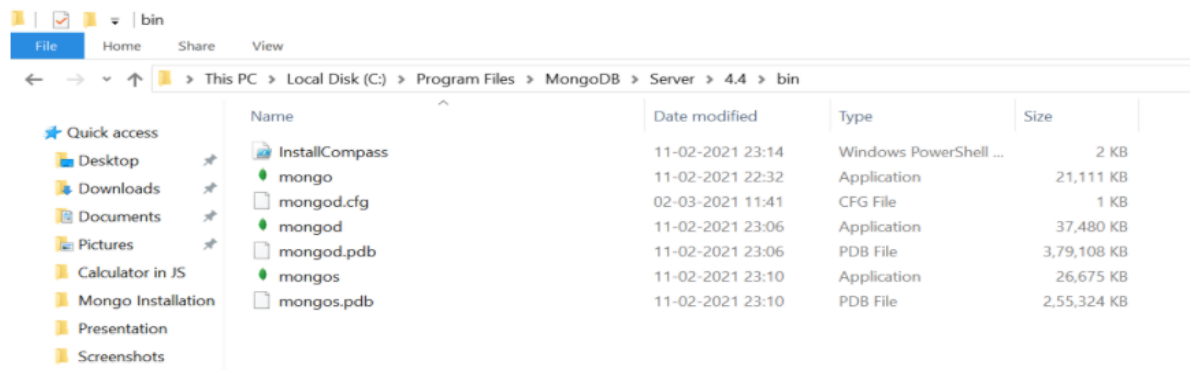 bin
File Home Share View
This PC > Local Disk (C:) > Program Files > MongoDB > Server > 4.4 > bin
Name Date modified Type Size
Quick access
Desktop
Downloads
Documents
Pictures
Calculator in JS
Mongo Installation
Presentation
Screenshots
InstallCompass 11-02-2021 23:14 Windows PowerShell ... 2 KB
mongo 11-02-2021 22:32 Application 21,111 KB
mongod.cfg 02-03-2021 11:41 CFG File 1 KB
mongod 11-02-2021 23:06 Application 37,480 KB
mongod.pdb 11-02-2021 23:06 PDB File 3,79,108 KB
mongos 11-02-2021 23:10 Application 26,675 KB
mongos.pdb 11-02-2021 23:10 PDB File 2,55,324 KB